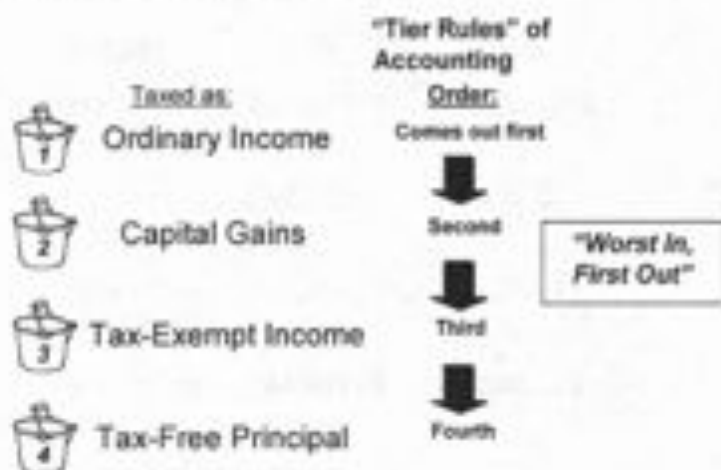 "Tier Rules" of
Accounting
Taxed as:
Order:
1
Ordinary Income
Comes out first
2
Capital Gains
Second
"Worst In,
First Out"
3
Tax-Exempt Income
Third
4
Tax-Free Principal
Fourth